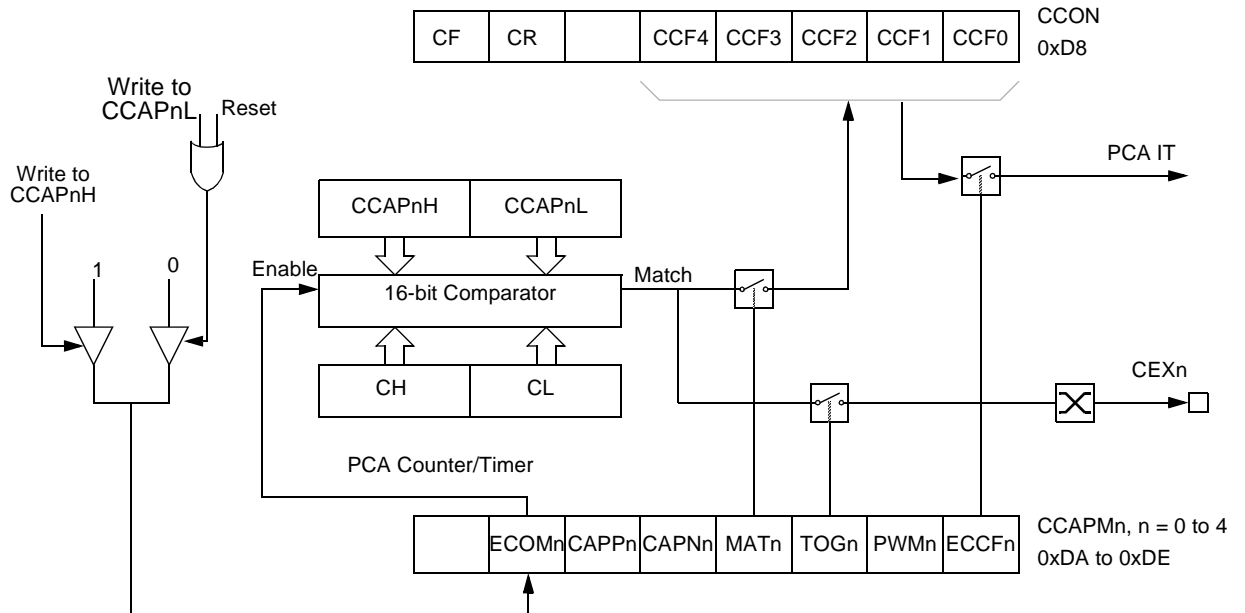 CF CR CCF4 CCF3 CCF2 CCF1 CCF0
CCON
0xD8
Write to
CCAPnL
Reset
Write to
CCAPnH
PCA IT
CCAPnH CCAPnL
1
0
Enable
16-bit Comparator
Match
CH CL
CEXn
PCA Counter/Timer
ECOMn CAPPn CAPNn MATn TOGn PWMn ECCFn
CCAPMn, n = 0 to 4
0xDA to 0xDE